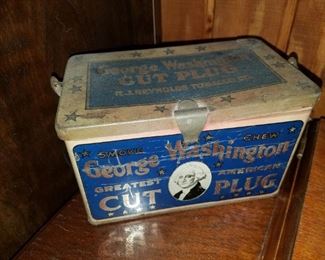 George Washington
CUT PLUG
R.J. REYNOLDS TOBACCO CO.
SMOKE CHEW
George Washington
GREATEST AMERICAN
CUT PLUG